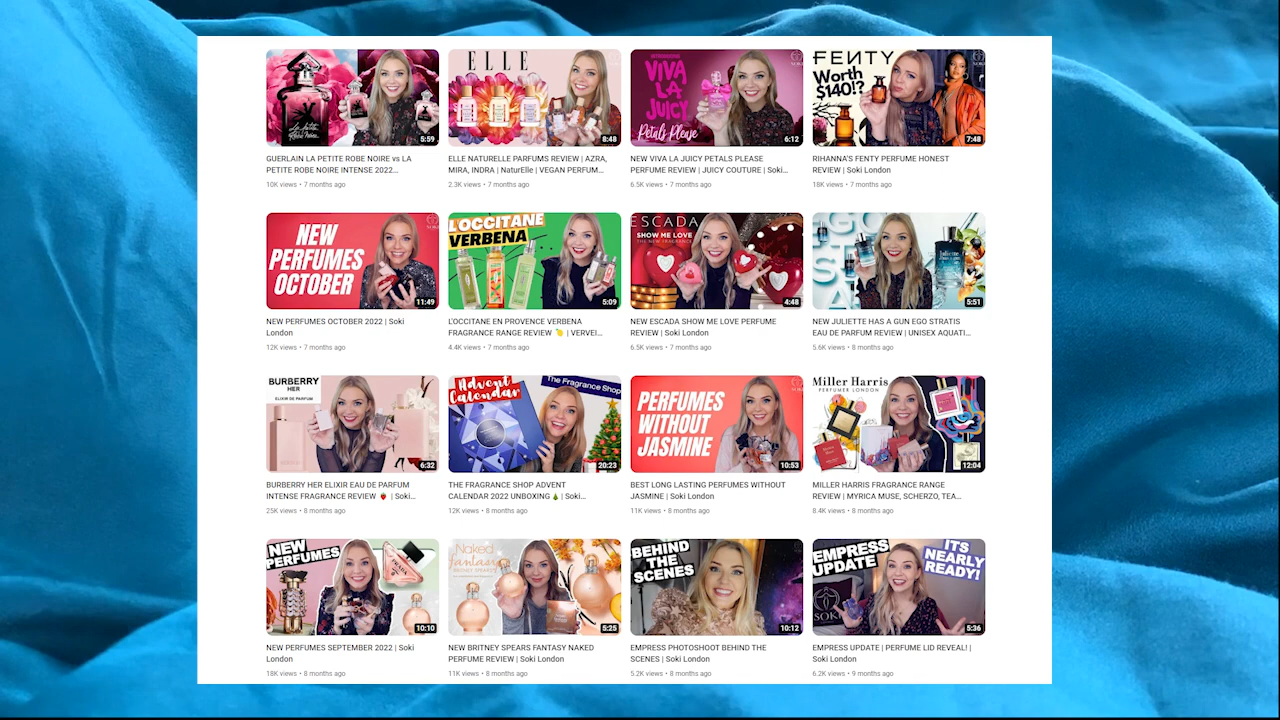 La petite
Robe Noire
5:59
GUERLAIN LA PETITE ROBE NOIRE vs LA
PETITE ROBE NOIRE INTENSE 2022...
10K views • 7 months ago
ELLE
8:48
ELLE NATURELLE PARFUMS REVIEW | AZRA,
MIRA, INDRA | NaturElle | VEGAN PERFUM...
2.3K views • 7 months ago
INTRODUCING
VIVA
LA
JUICY
Petals Please
6:12
NEW VIVA LA JUICY PETALS PLEASE
PERFUME REVIEW | JUICY COUTURE | Soki...
6.5K views • 7 months ago
FENTY
Worth
$140!?
7:48
RIHANNA'S FENTY PERFUME HONEST
REVIEW | Soki London
18K views • 7 months ago
NEW
PERFUMES
OCTOBER
11:49
NEW PERFUMES OCTOBER 2022 | Soki
London
12K views • 7 months ago
L'OCCITANE
VERBENA
5:09
L'OCCITANE EN PROVENCE VERBENA
FRAGRANCE RANGE REVIEW 🍋 | VERVEI...
4.4K views • 7 months ago
ESCADA
SHOW ME LOVE
THE NEW FRAGRANCE
4:48
NEW ESCADA SHOW ME LOVE PERFUME
REVIEW | Soki London
6.5K views • 7 months ago
5:51
NEW JULIETTE HAS A GUN EGO STRATIS
EAU DE PARFUM REVIEW | UNISEX AQUATI...
5.6K views • 8 months ago
BURBERRY
HER
ELIXIR DE PARFUM
6:32
BURBERRY HER ELIXIR EAU DE PARFUM
INTENSE FRAGRANCE REVIEW 🍓 | Soki...
25K views • 8 months ago
Advent
Calendar
The Fragrance Shop
20:23
THE FRAGRANCE SHOP ADVENT
CALENDAR 2022 UNBOXING 🎄 | Soki...
12K views • 8 months ago
PERFUMES
WITHOUT
JASMINE
10:53
BEST LONG LASTING PERFUMES WITHOUT
JASMINE | Soki London
11K views • 8 months ago
Miller Harris
PERFUMER LONDON
12:04
MILLER HARRIS FRAGRANCE RANGE
REVIEW | MYRICA MUSE, SCHERZO, TEA...
8.4K views • 8 months ago
NEW
PERFUMES
10:10
NEW PERFUMES SEPTEMBER 2022 | Soki
London
18K views • 8 months ago
Naked
fantasy
BRITNEY SPEARS
5:25
NEW BRITNEY SPEARS FANTASY NAKED
PERFUME REVIEW | Soki London
11K views • 8 months ago
BEHIND
THE
SCENES
10:12
EMPRESS PHOTOSHOOT BEHIND THE
SCENES | Soki London
5.2K views • 8 months ago
EMPRESS
UPDATE
IT'S
NEARLY
READY!
SOKI
5:36
EMPRESS UPDATE | PERFUME LID REVEAL! |
Soki London
6.2K views • 9 months ago